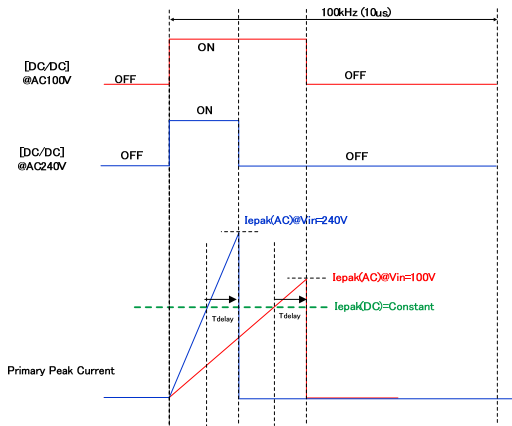 100kHz (10us)
[DC/DC]
@AC100V
OFF
ON
OFF
[DC/DC]
@AC240V
OFF
ON
OFF
Iepak(AC)@Vin=240V
Iepak(AC)@Vin=100V
Tdelay
Tdelay
Iepak(DC)=Constant
Primary Peak Current